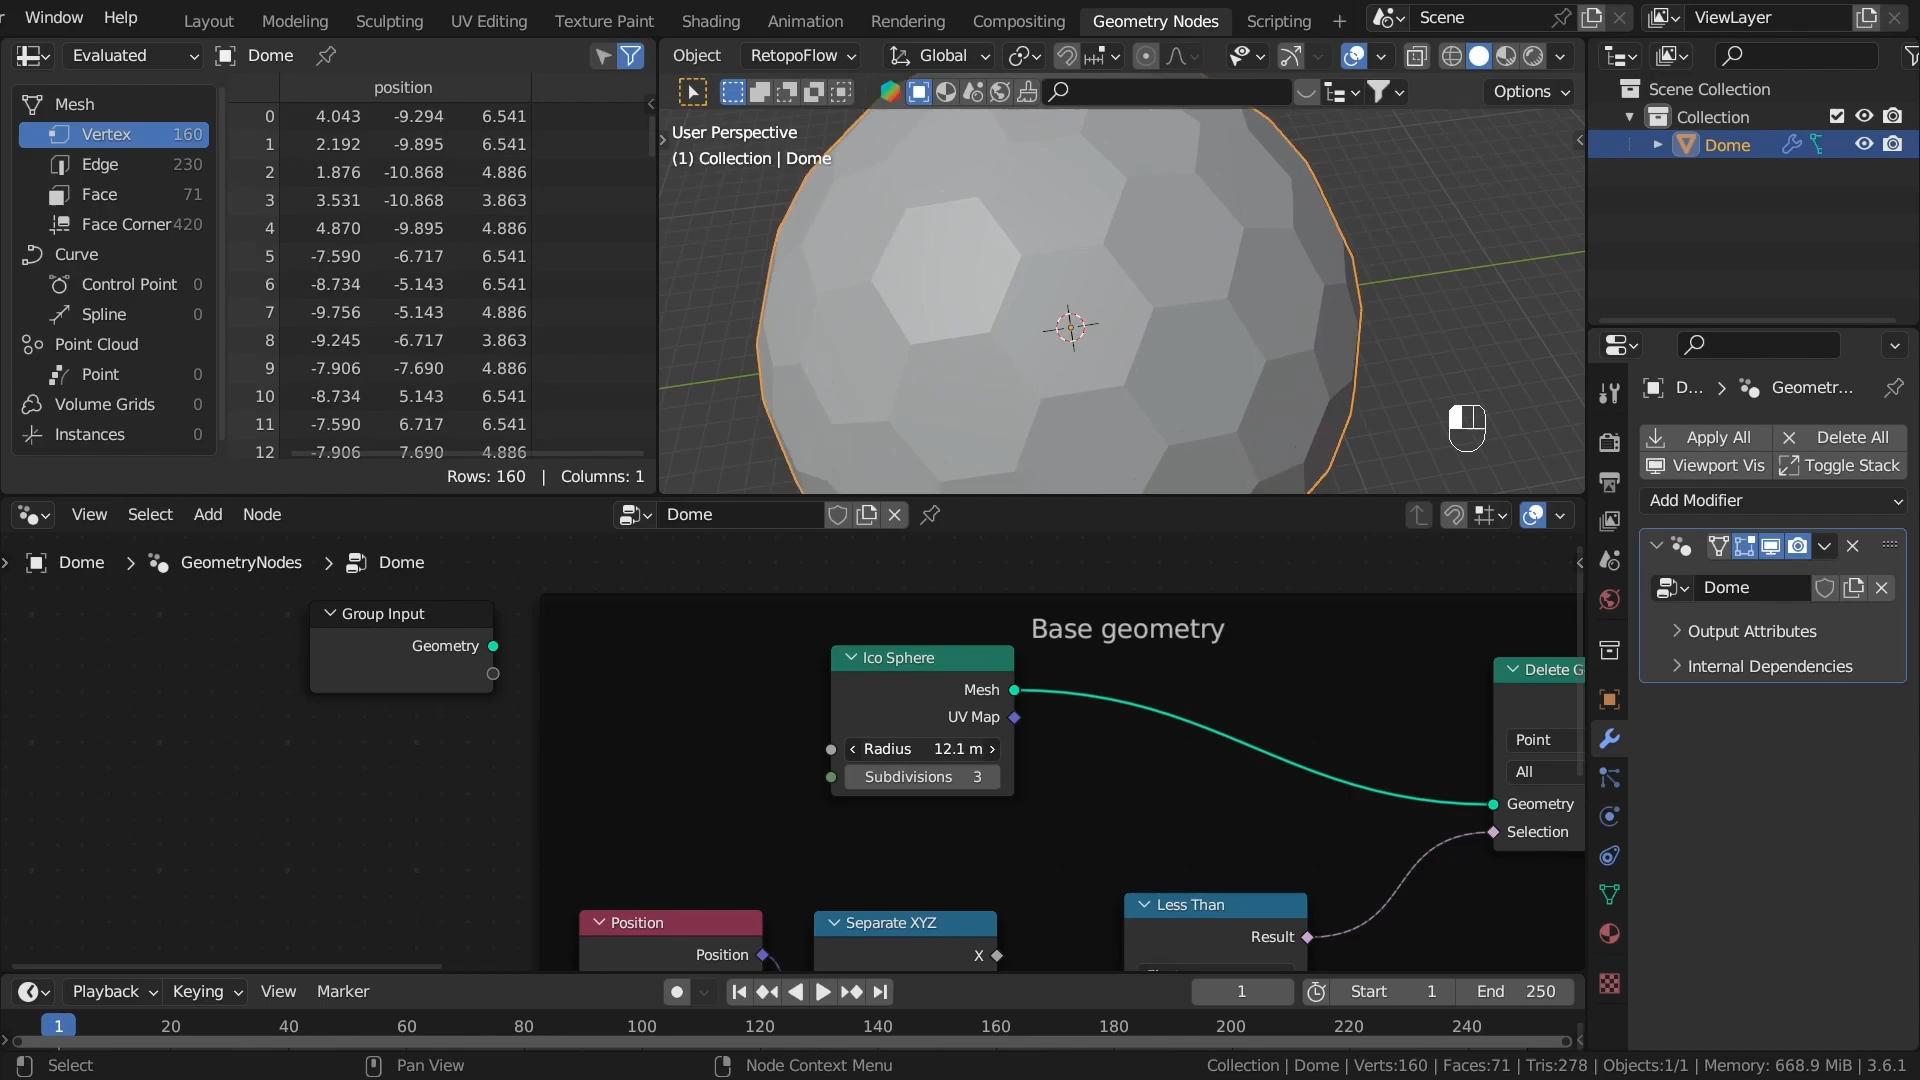 Window Help Layout Modeling Sculpting UV Editing Texture Paint Shading Animation Rendering Compositing Geometry Nodes Scripting + Scene ViewLayer
Evaluated Dome
position
Mesh
Vertex 160
Edge 230
Face 71
Face Corner 420
Curve
Control Point 0
Spline 0
Point Cloud
Point 0
Volume Grids 0
Instances 0
0 4.043 -9.294 6.541
1 2.192 -9.895 6.541
2 1.876 -10.868 4.886
3 3.531 -10.868 3.863
4 4.870 -9.895 4.886
5 -7.590 -6.717 6.541
6 -8.734 -5.143 6.541
7 -9.756 -5.143 4.886
8 -9.245 -6.717 3.863
9 -7.906 -7.690 4.886
10 -8.734 5.143 6.541
11 -7.590 6.717 6.541
12 -7.906 7.690 4.886
Rows: 160 | Columns: 1
Object RetopoFlow Global
Options
User Perspective
(1) Collection | Dome
Scene Collection
Collection
Dome
D... > Geometr...
Apply All Delete All
Viewport Vis Toggle Stack
Add Modifier
Dome
Output Attributes
Internal Dependencies
View Select Add Node Dome
Dome > GeometryNodes > Dome
Group Input
Geometry
Base geometry
Ico Sphere
Mesh
UV Map
Radius 12.1 m
Subdivisions 3
Delete G
Point
All
Geometry
Selection
Position
Position
Separate XYZ
X
Less Than
Result
Playback Keying View Marker 1 Start 1 End 250
1 20 40 60 80 100 120 140 160 180 200 220 240
Select Pan View Node Context Menu Collection | Dome | Verts:160 | Faces:71 | Tris:278 | Objects:1/1 | Memory: 668.9 MiB | 3.6.1